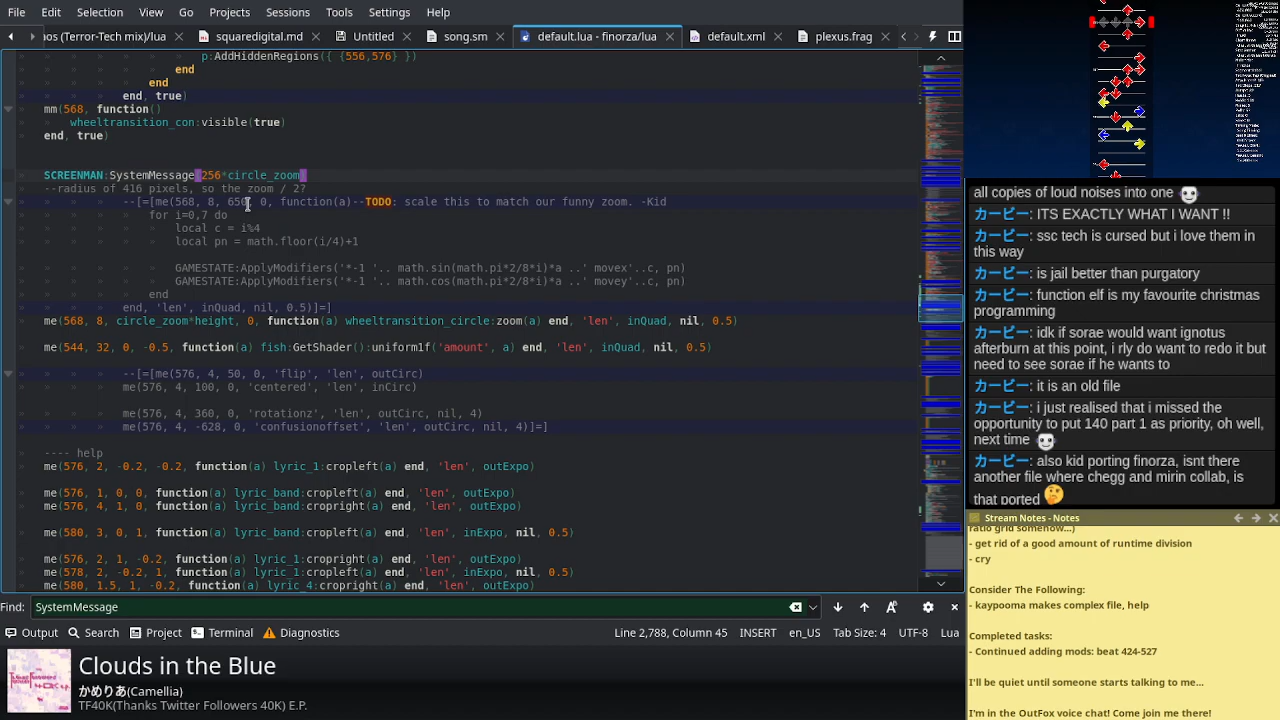 File Edit View Go Projects Sessions Tools Settings Help
os (Terror-Tech mix)/lua squaredigital.md Untitled song.sm default.lua - finorza/lua default.xml plexus.frag
p:AddHiddenRegions({ {556,576} })
end
end
end, true)
mm(568, function()
wheeltransition_con:visible(true)
end, true)
SCREENMAN:SystemMessage(256
--radius of 416 pixels, so it's zoom / 2?
--[=[me(568, 8, 0, function(a)--TODO: scale this to match our funny zoom. -Kid
for i=0,7 do
local c = i%4
local pn = math.floor(i/4)+1
GAMESTATE:ApplyModifiers('*-1 '.. math.sin(math.pi*2/8*i)*a ..' movex'..c, pn)
GAMESTATE:ApplyModifiers('*-1 '.. -math.cos(math.pi*2/8*i)*a ..' movey'..c, pn)
end
end, 'len', inQuad, nil, 0.5)]=]
me(568, 8, circle_zoom*height, 0, function(a) wheeltransition_circle:zoom(a) end, 'len', inQuad, nil, 0.5)
me(544, 32, 0, -0.5, function(a) fish:GetShader():uniform1f('amount', a) end, 'len', inQuad, nil, 0.5)
--[=[me(576, 4, 50, 0, 'flip', 'len', outCirc)
me(576, 4, 100, 0, 'centered', 'len', inCirc)
me(576, 4, 360, 0, 'rotationz', 'len', outCirc, nil, 4)
me(576, 4, -628, 0, 'confusionoffset', 'len', outCirc, nil, 4)]=]
---- help
me(576, 2, -0.2, -0.2, function(a) lyric_1:cropleft(a) end, 'len', outExpo)
me(576, 1, 0, 0, function(a) lyric_band:cropleft(a) end, 'len', outExpo)
me(576, 4, 1, 0, function(a) lyric_band:cropright(a) end, 'len', outExpo)
me(580, 3, 0, 1, function(a) lyric_band:cropleft(a) end, 'len', inExpo, nil, 0.5)
me(576, 2, 1, -0.2, function(a) lyric_1:cropright(a) end, 'len', outExpo)
me(578, 2, -0.2, 1, function(a) lyric_1:cropleft(a) end, 'len', inExpo, nil, 0.5)
me(580, 1.5, 1, -0.2, function(a) lyric_4:cropright(a) end, 'len', outExpo)
Find: SystemMessage
Output Search Project Terminal Diagnostics Line 2,788, Column 45 INSERT en_US Tab Size: 4 UTF-8 Lua
Clouds in the Blue
かめりあ(Camellia)
TF40K(Thanks Twitter Followers 40K) E.P.
all copies of loud noises into one
カービー: ITS EXACTLY WHAT I WANT !!
カービー: ssc tech is cursed but i love them in
this way
カービー: is jail better than purgatory
カービー: function elf is my favourite christmas
programming
カービー: idk if sorae would want ignotus
afterburn at this point, i rly do want to redo it but
need to see sorae if he wants to
カービー: it is an old file
カービー: i just realised that i missed the
opportunity to put 140 part 1 as priority, oh well,
next time
カービー: also kid porting finorza, isnt there
another file where chegg and mirin collab, is
that ported
Stream Notes - Notes
ratio grid somehow...)
- get rid of a good amount of runtime division
- cry
Consider The Following:
- kaypooma makes complex file, help
Completed tasks:
- Continued adding mods: beat 424-527
I'll be quiet until someone starts talking to me...
I'm in the OutFox voice chat! Come join me there!